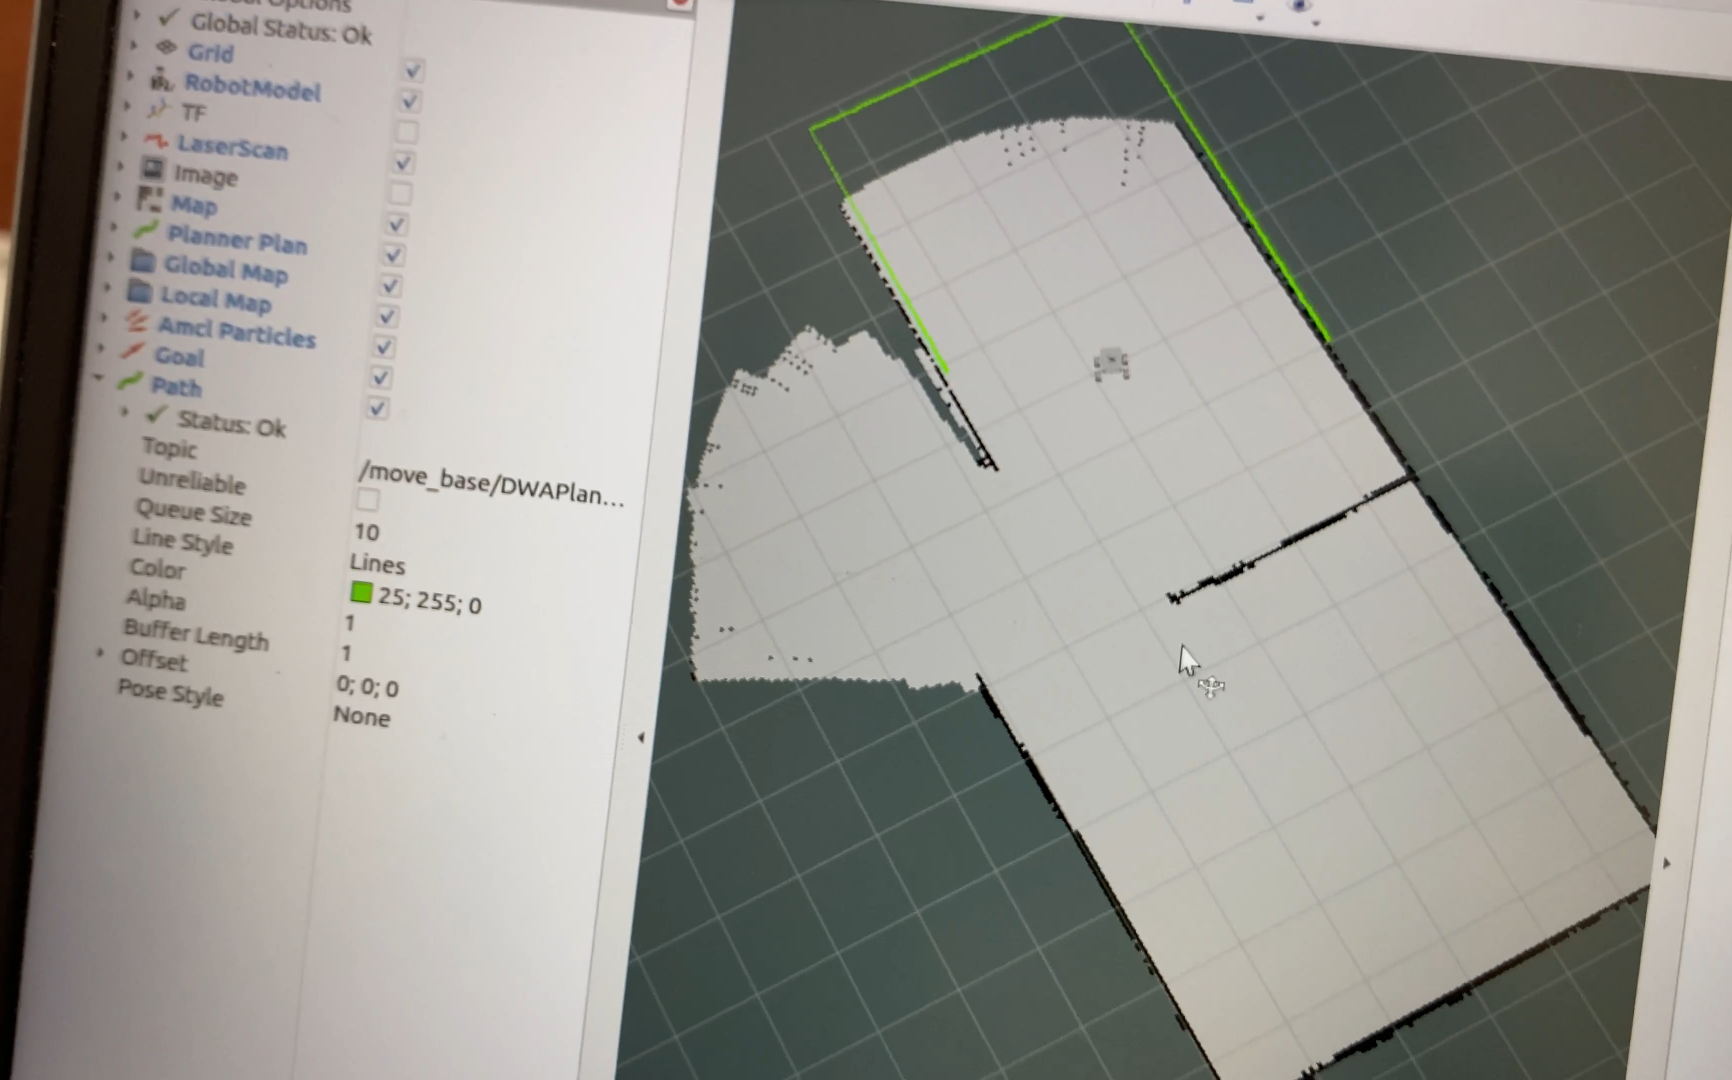 Global Options
Global Status: Ok
Grid
RobotModel
TF
LaserScan
Image
Map
Planner Plan
Global Map
Local Map
Amcl Particles
Goal
Path
Status: Ok
Topic /move_base/DWAPlan...
Unreliable
Queue Size 10
Line Style Lines
Color 25; 255; 0
Alpha 1
Buffer Length 1
Offset 0; 0; 0
Pose Style None